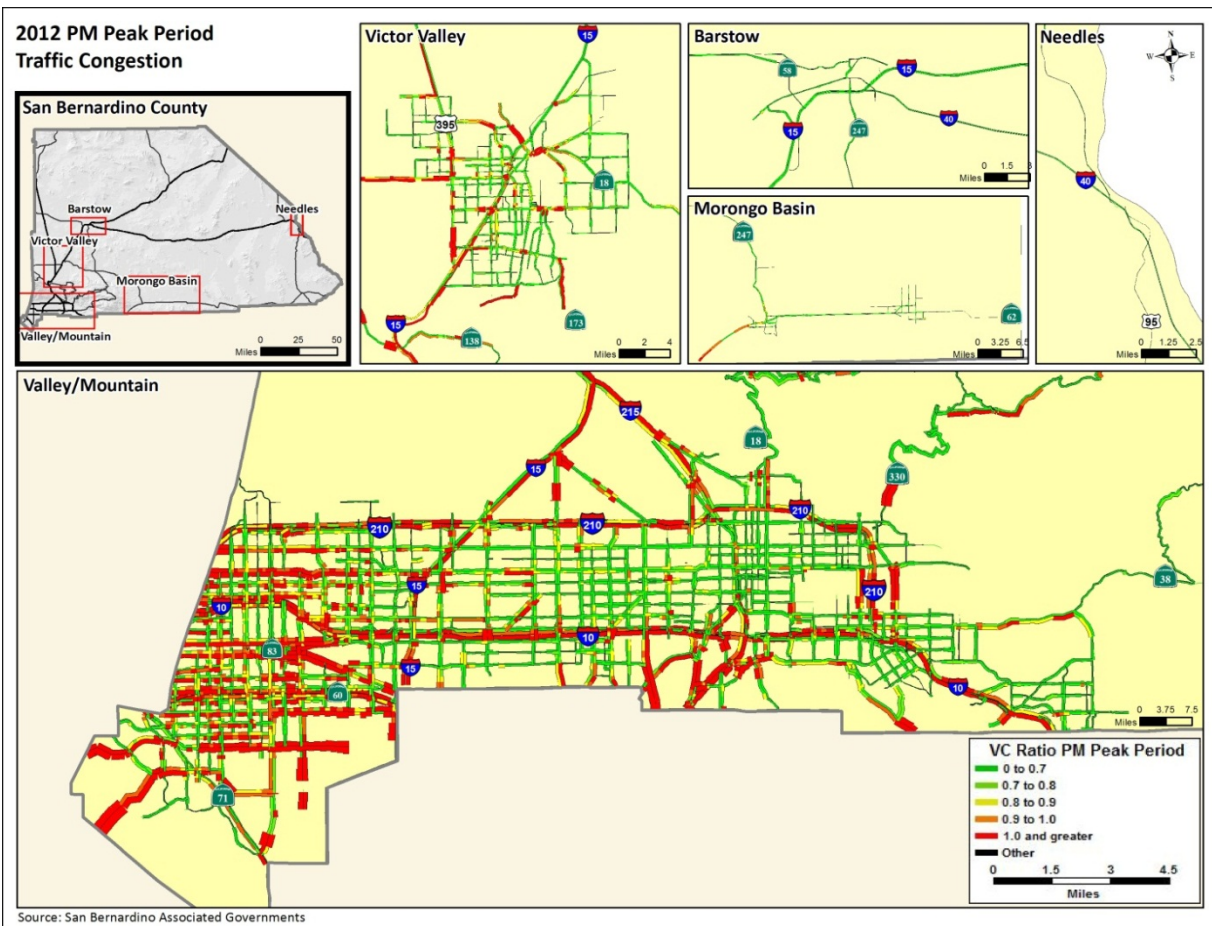 2012 PM Peak Period
Traffic Congestion
San Bernardino County
Barstow
Needles
Victor Valley
Morongo Basin
Valley/Mountain
0 25 50
Miles
Victor Valley
15
395
18
15
138
173
0 2 4
Miles
Barstow
58
15
40
15
247
0 1.5 3
Miles
Morongo Basin
247
62
0 3.25 6.5
Miles
Needles
N
W E
S
40
95
0 1.25 2.5
Miles
Valley/Mountain
215
18
15
330
210
210
210
38
15
210
10
83
10
15
60
10
71
0 3.75 7.5
Miles
VC Ratio PM Peak Period
0 to 0.7
0.7 to 0.8
0.8 to 0.9
0.9 to 1.0
1.0 and greater
Other
0 1.5 3 4.5
Miles
Source: San Bernardino Associated Governments